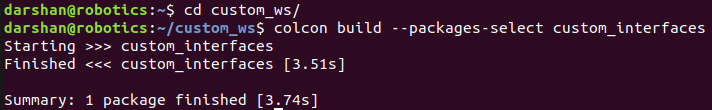 darshan@robotics:~$ cd custom_ws/
darshan@robotics:~/custom_ws$ colcon build --packages-select custom_interfaces
Starting >>> custom_interfaces
Finished <<< custom_interfaces [3.51s]
Summary: 1 package finished [3.74s]